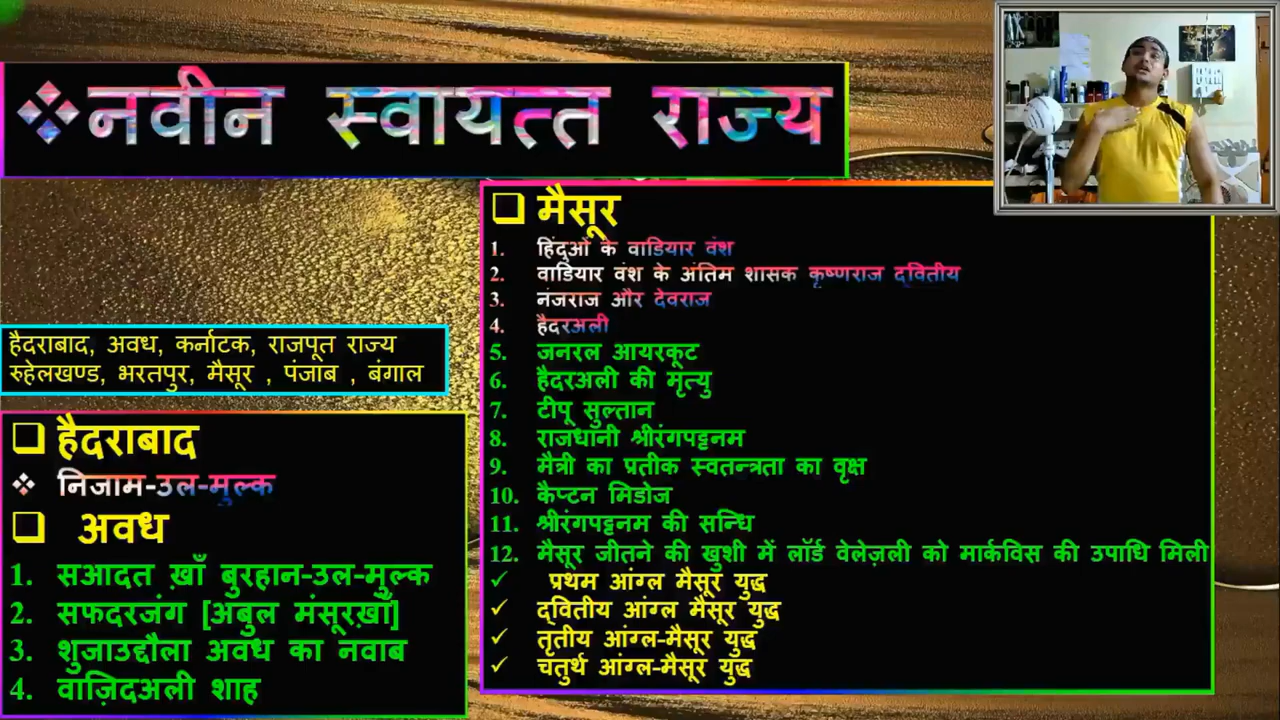 ❖नवीन स्वायत्त राज्य
हैदराबाद, अवध, कर्नाटक, राजपूत राज्य
रुहेलखण्ड, भरतपुर, मैसूर , पंजाब , बंगाल
❑ हैदराबाद
❖ निजाम-उल-मुल्क
❑ अवध
1. सआदत ख़ाँ बुरहान-उल-मुल्क
2. सफदरजंग [अबुल मंसूरख़ाँ]
3. शुजाउद्दौला अवध का नवाब
4. वाज़िदअली शाह
❑ मैसूर
1. हिंदुओं के वाडियार वंश
2. वाडियार वंश के अंतिम शासक कृष्णराज द्वितीय
3. नंजराज और देवराज
4. हैदरअली
5. जनरल आयरकूट
6. हैदरअली की मृत्यु
7. टीपू सुल्तान
8. राजधानी श्रीरंगपट्टनम
9. मैत्री का प्रतीक स्वतन्त्रता का वृक्ष
10. कैप्टन मिडोज
11. श्रीरंगपट्टनम की सन्धि
12. मैसूर जीतने की खुशी में लॉर्ड वेलेज़ली को मार्कविस की उपाधि मिली
✓ प्रथम आंग्ल मैसूर युद्ध
✓ द्वितीय आंग्ल मैसूर युद्ध
✓ तृतीय आंग्ल-मैसूर युद्ध
✓ चतुर्थ आंग्ल-मैसूर युद्ध